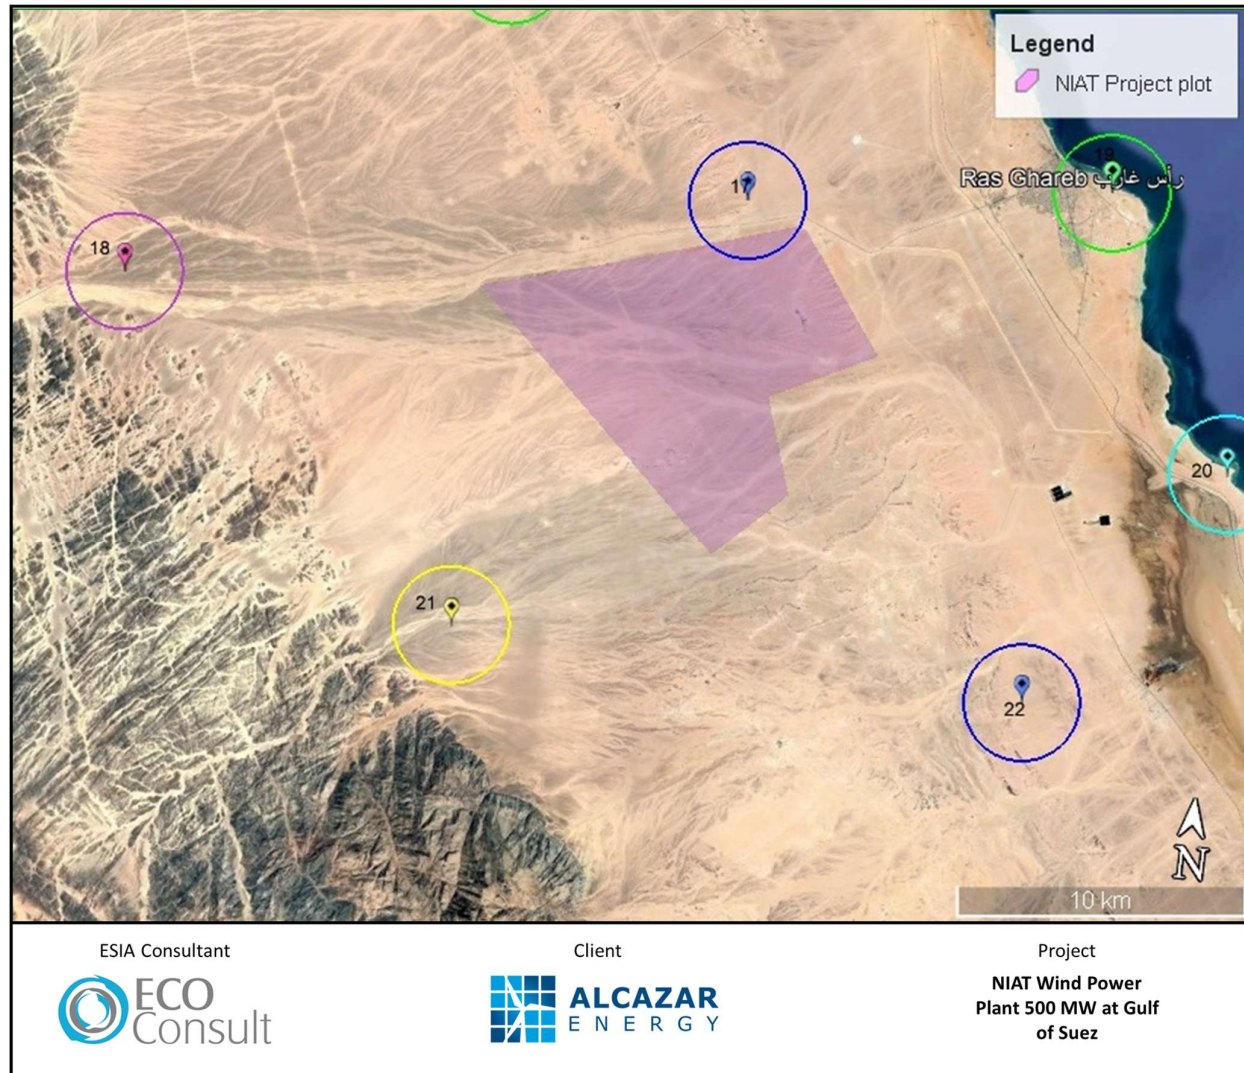 Legend
NIAT Project plot
17
19
Ras Ghareb رأس غارب
18
20
21
22
N
10 km
ESIA Consultant
Client
Project
ECO
Consult
ALCAZAR
ENERGY
NIAT Wind Power
Plant 500 MW at Gulf
of Suez